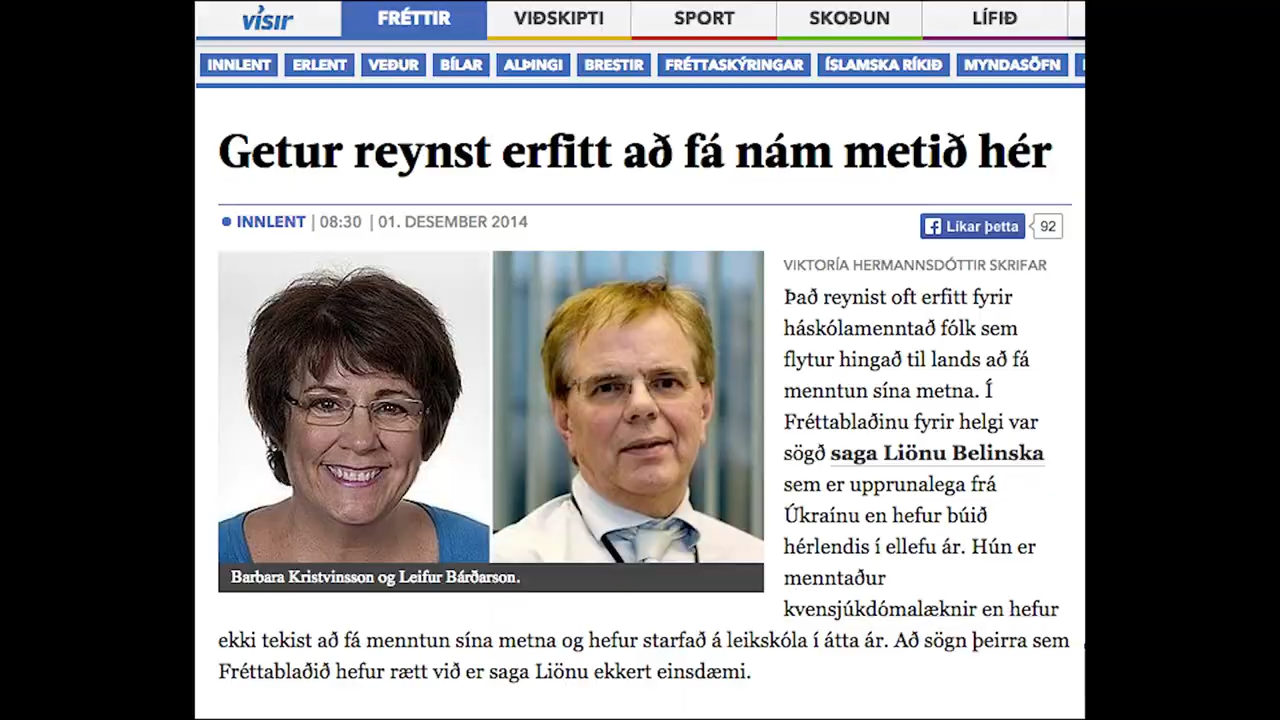 vísir
FRÉTTIR
VIÐSKIPTI
SPORT
SKOÐUN
LÍFIÐ
INNLENT
ERLENT
VEÐUR
BÍLAR
ALÞINGI
BRESTIR
FRÉTTASKÝRINGAR
ÍSLAMSKA RÍKIÐ
MYNDASÖFN
Getur reynst erfitt að fá nám metið hér
INNLENT | 08:30 | 01. DESEMBER 2014
Líkar þetta
92
VIKTORÍA HERMANNSDÓTTIR SKRIFAR
Það reynist oft erfitt fyrir
háskólamenntað fólk sem
flytur hingað til lands að fá
menntun sína metna. Í
Fréttablaðinu fyrir helgi var
sögð saga Liönu Belinska
sem er upprunalega frá
Úkraínu en hefur búið
hérlendis í ellefu ár. Hún er
menntaður
kvensjúkdómalæknir en hefur
ekki tekist að fá menntun sína metna og hefur starfað á leikskóla í átta ár. Að sögn þeirra sem
Fréttablaðið hefur rætt við er saga Liönu ekkert einsdæmi.
Barbara Kristvinsson og Leifur Bárðarson.